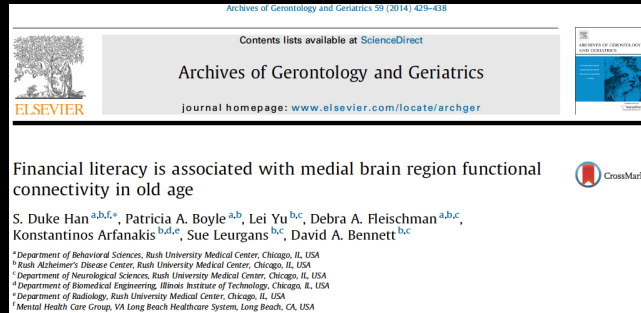 Archives of Gerontology and Geriatrics 59 (2014) 429–438
Contents lists available at ScienceDirect
Archives of Gerontology and Geriatrics
journal homepage: www.elsevier.com/locate/archger
ELSEVIER
ARCHIVES OF GERONTOLOGY
AND GERIATRICS
Financial literacy is associated with medial brain region functional
connectivity in old age
CrossMark
S. Duke Han a,b,f,*, Patricia A. Boyle a,b, Lei Yu b,c, Debra A. Fleischman a,b,c,
Konstantinos Arfanakis b,d,e, Sue Leurgans b,c, David A. Bennett b,c
a Department of Behavioral Sciences, Rush University Medical Center, Chicago, IL, USA
b Rush Alzheimer's Disease Center, Rush University Medical Center, Chicago, IL, USA
c Department of Neurological Sciences, Rush University Medical Center, Chicago, IL, USA
d Department of Biomedical Engineering, Illinois Institute of Technology, Chicago, IL, USA
e Department of Radiology, Rush University Medical Center, Chicago, IL, USA
f Mental Health Care Group, VA Long Beach Healthcare System, Long Beach, CA, USA